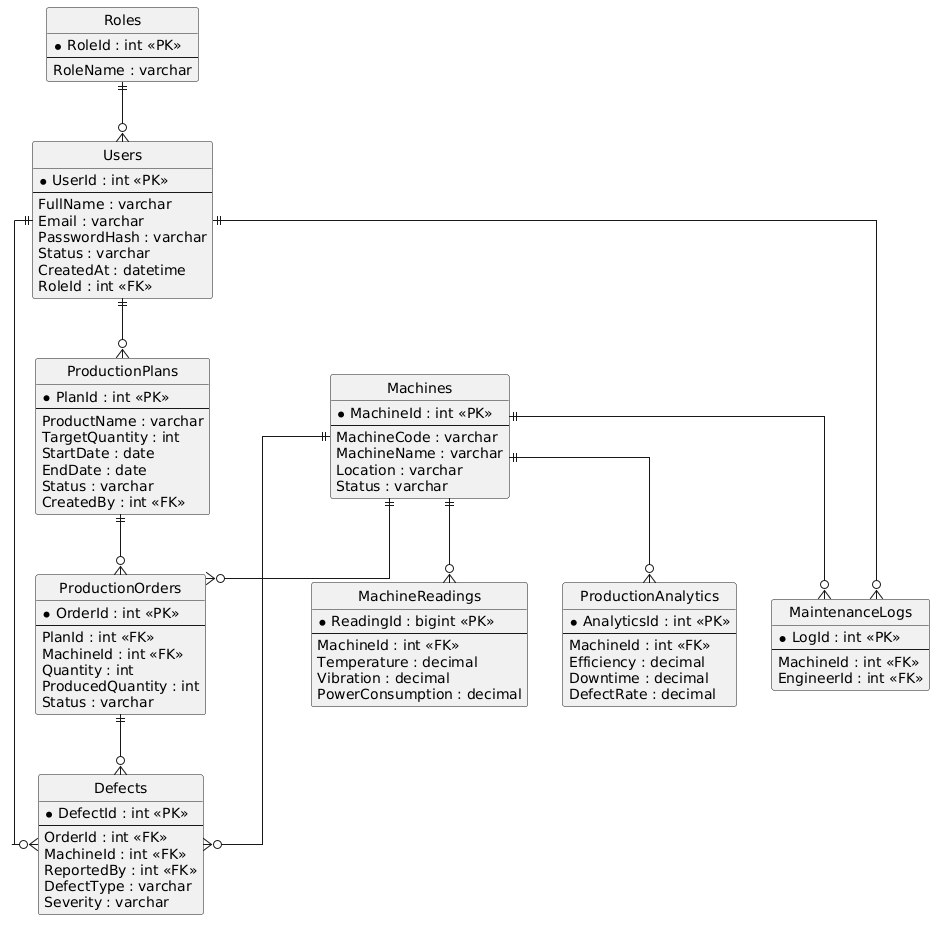 Roles
RoleId : int «PK»
RoleName : varchar
Users
UserId : int «PK»
FullName : varchar
Email : varchar
PasswordHash : varchar
Status : varchar
CreatedAt : datetime
RoleId : int «FK»
ProductionPlans
PlanId : int «PK»
ProductName : varchar
TargetQuantity : int
StartDate : date
EndDate : date
Status : varchar
CreatedBy : int «FK»
Machines
MachineId : int «PK»
MachineCode : varchar
MachineName : varchar
Location : varchar
Status : varchar
ProductionOrders
OrderId : int «PK»
PlanId : int «FK»
MachineId : int «FK»
Quantity : int
ProducedQuantity : int
Status : varchar
MachineReadings
ReadingId : bigint «PK»
MachineId : int «FK»
Temperature : decimal
Vibration : decimal
PowerConsumption : decimal
ProductionAnalytics
AnalyticsId : int «PK»
MachineId : int «FK»
Efficiency : decimal
Downtime : decimal
DefectRate : decimal
MaintenanceLogs
LogId : int «PK»
MachineId : int «FK»
EngineerId : int «FK»
Defects
DefectId : int «PK»
OrderId : int «FK»
MachineId : int «FK»
ReportedBy : int «FK»
DefectType : varchar
Severity : varchar